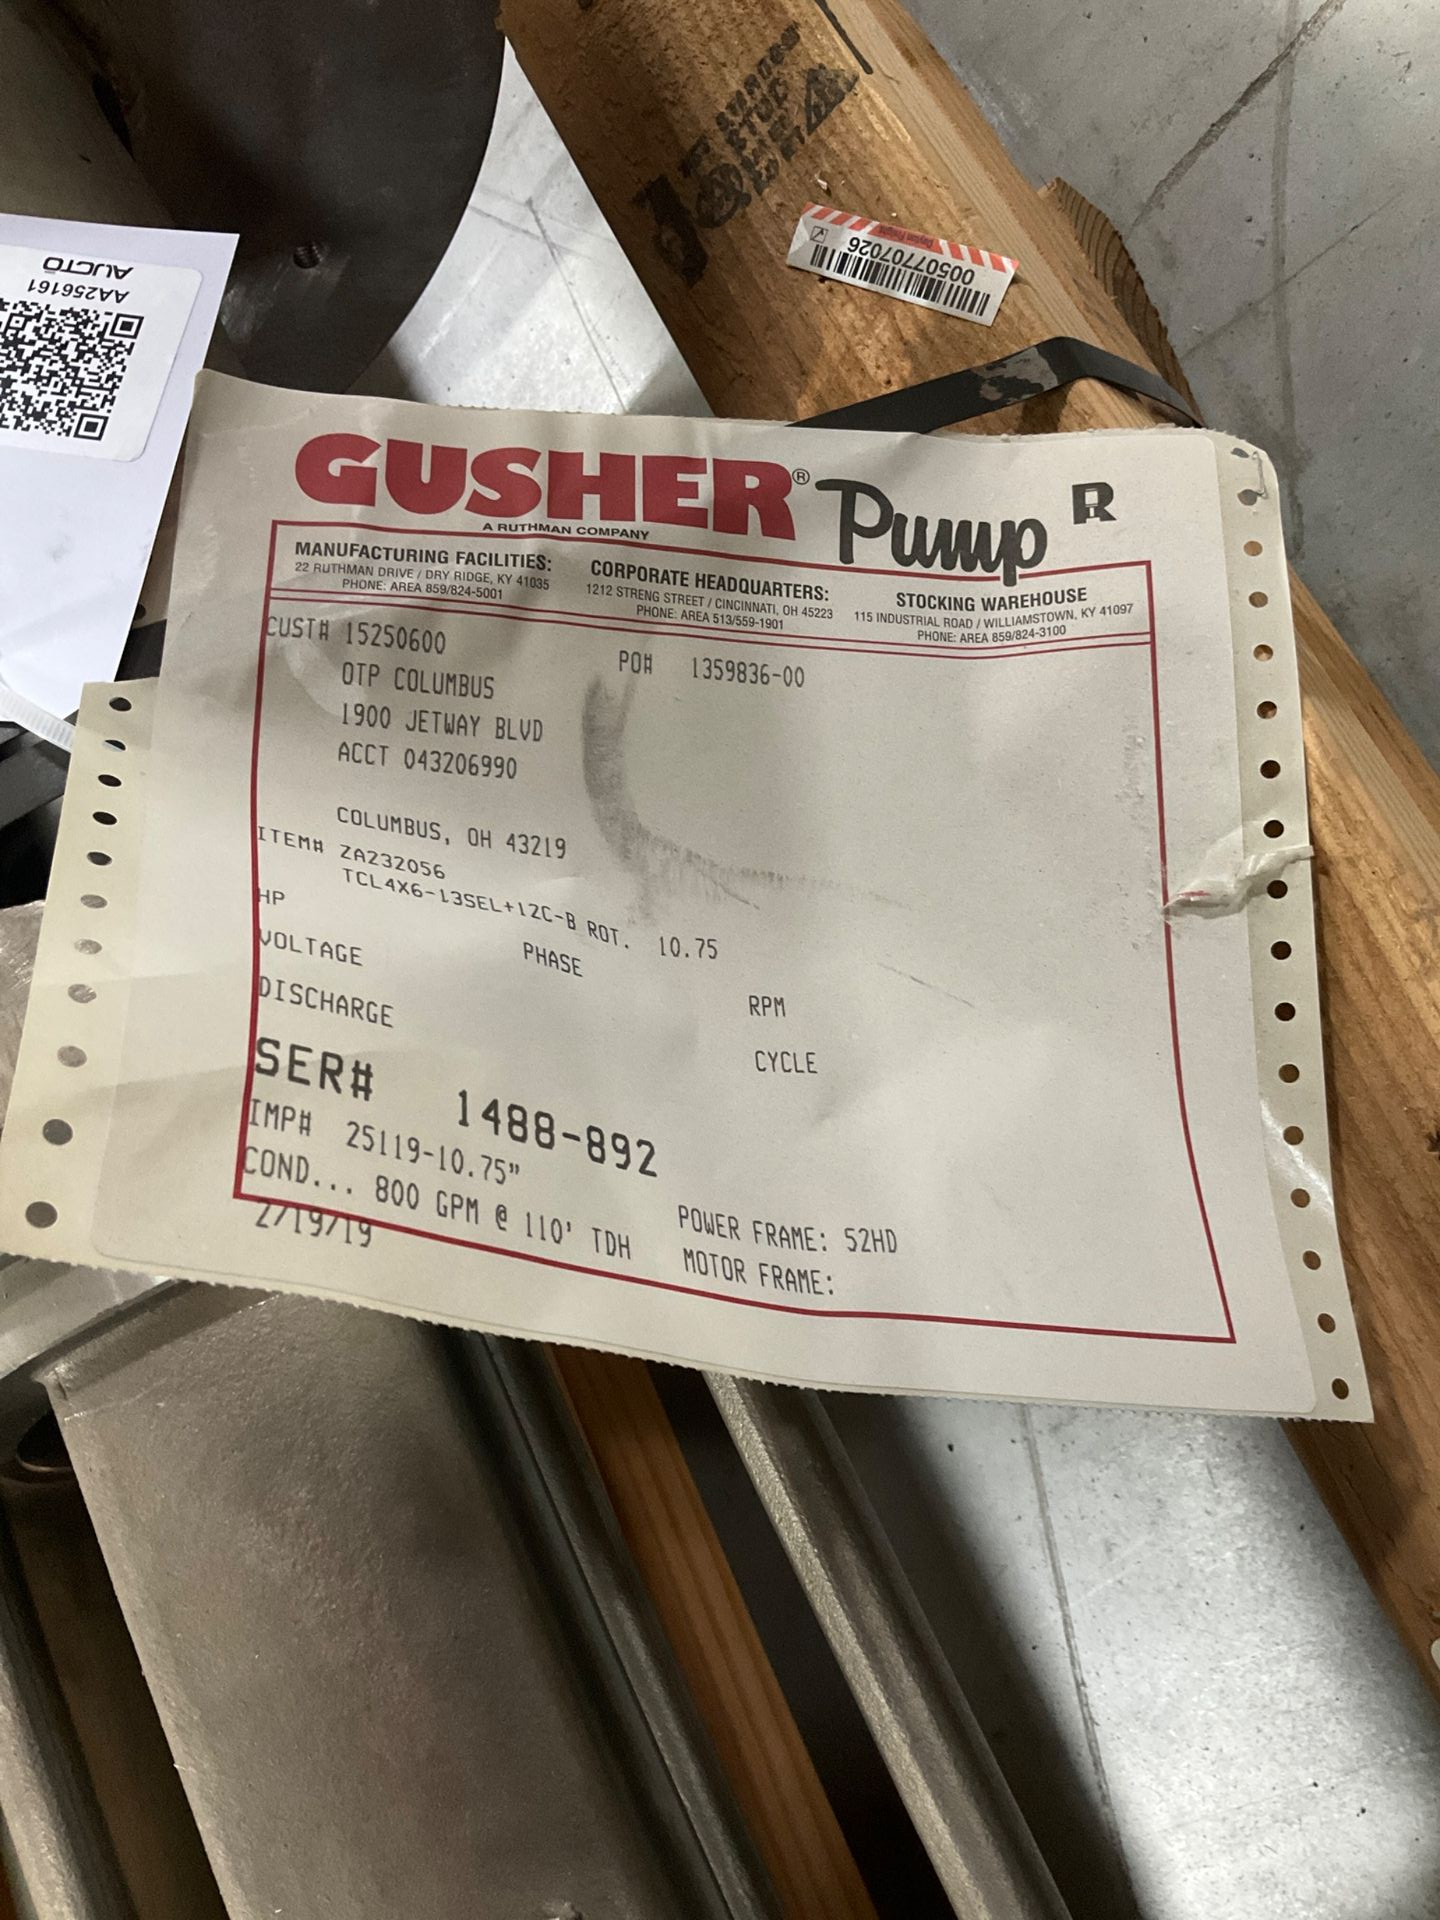 AUCTO
AA256161
Dayton Freight
0050770 7026
GUSHER® Pump R
A RUTHMAN COMPANY
MANUFACTURING FACILITIES:
22 RUTHMAN DRIVE / DRY RIDGE, KY 41035
PHONE: AREA 859/824-5001
CORPORATE HEADQUARTERS:
1212 STRENG STREET / CINCINNATI, OH 45223
PHONE: AREA 513/559-1901
STOCKING WAREHOUSE
115 INDUSTRIAL ROAD / WILLIAMSTOWN, KY 41097
PHONE: AREA 859/824-3100
CUST# 15250600
PO# 1359836-00
OTP COLUMBUS
1900 JETWAY BLVD
ACCT 043206990
COLUMBUS, OH 43219
ITEM# ZA232056
TCL4X6-13SEL+12C-B ROT. 10.75
HP
VOLTAGE PHASE RPM
DISCHARGE CYCLE
SER# 1488-892
IMP# 25119-10.75"
COND... 800 GPM @ 110' TDH
POWER FRAME: 52HD
2/19/19
MOTOR FRAME: